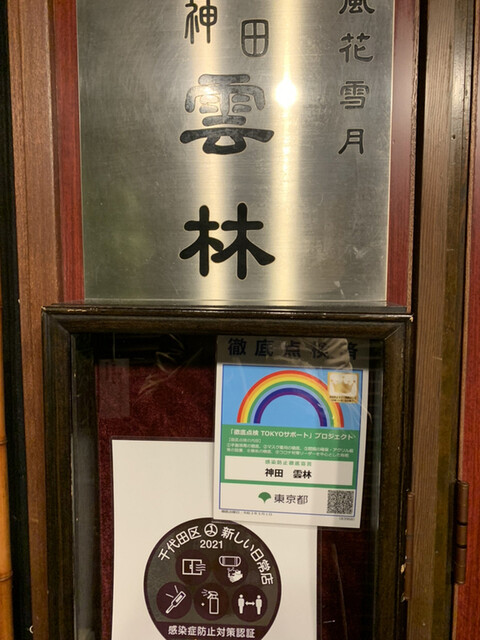 風花雪月
神田
雲林
徹底点検済
「徹底点検 TOKYOサポート」プロジェクト
感染防止徹底宣言
神田 雲林
東京都
千代田区 新しい日常店
2021
感染症防止対策認証